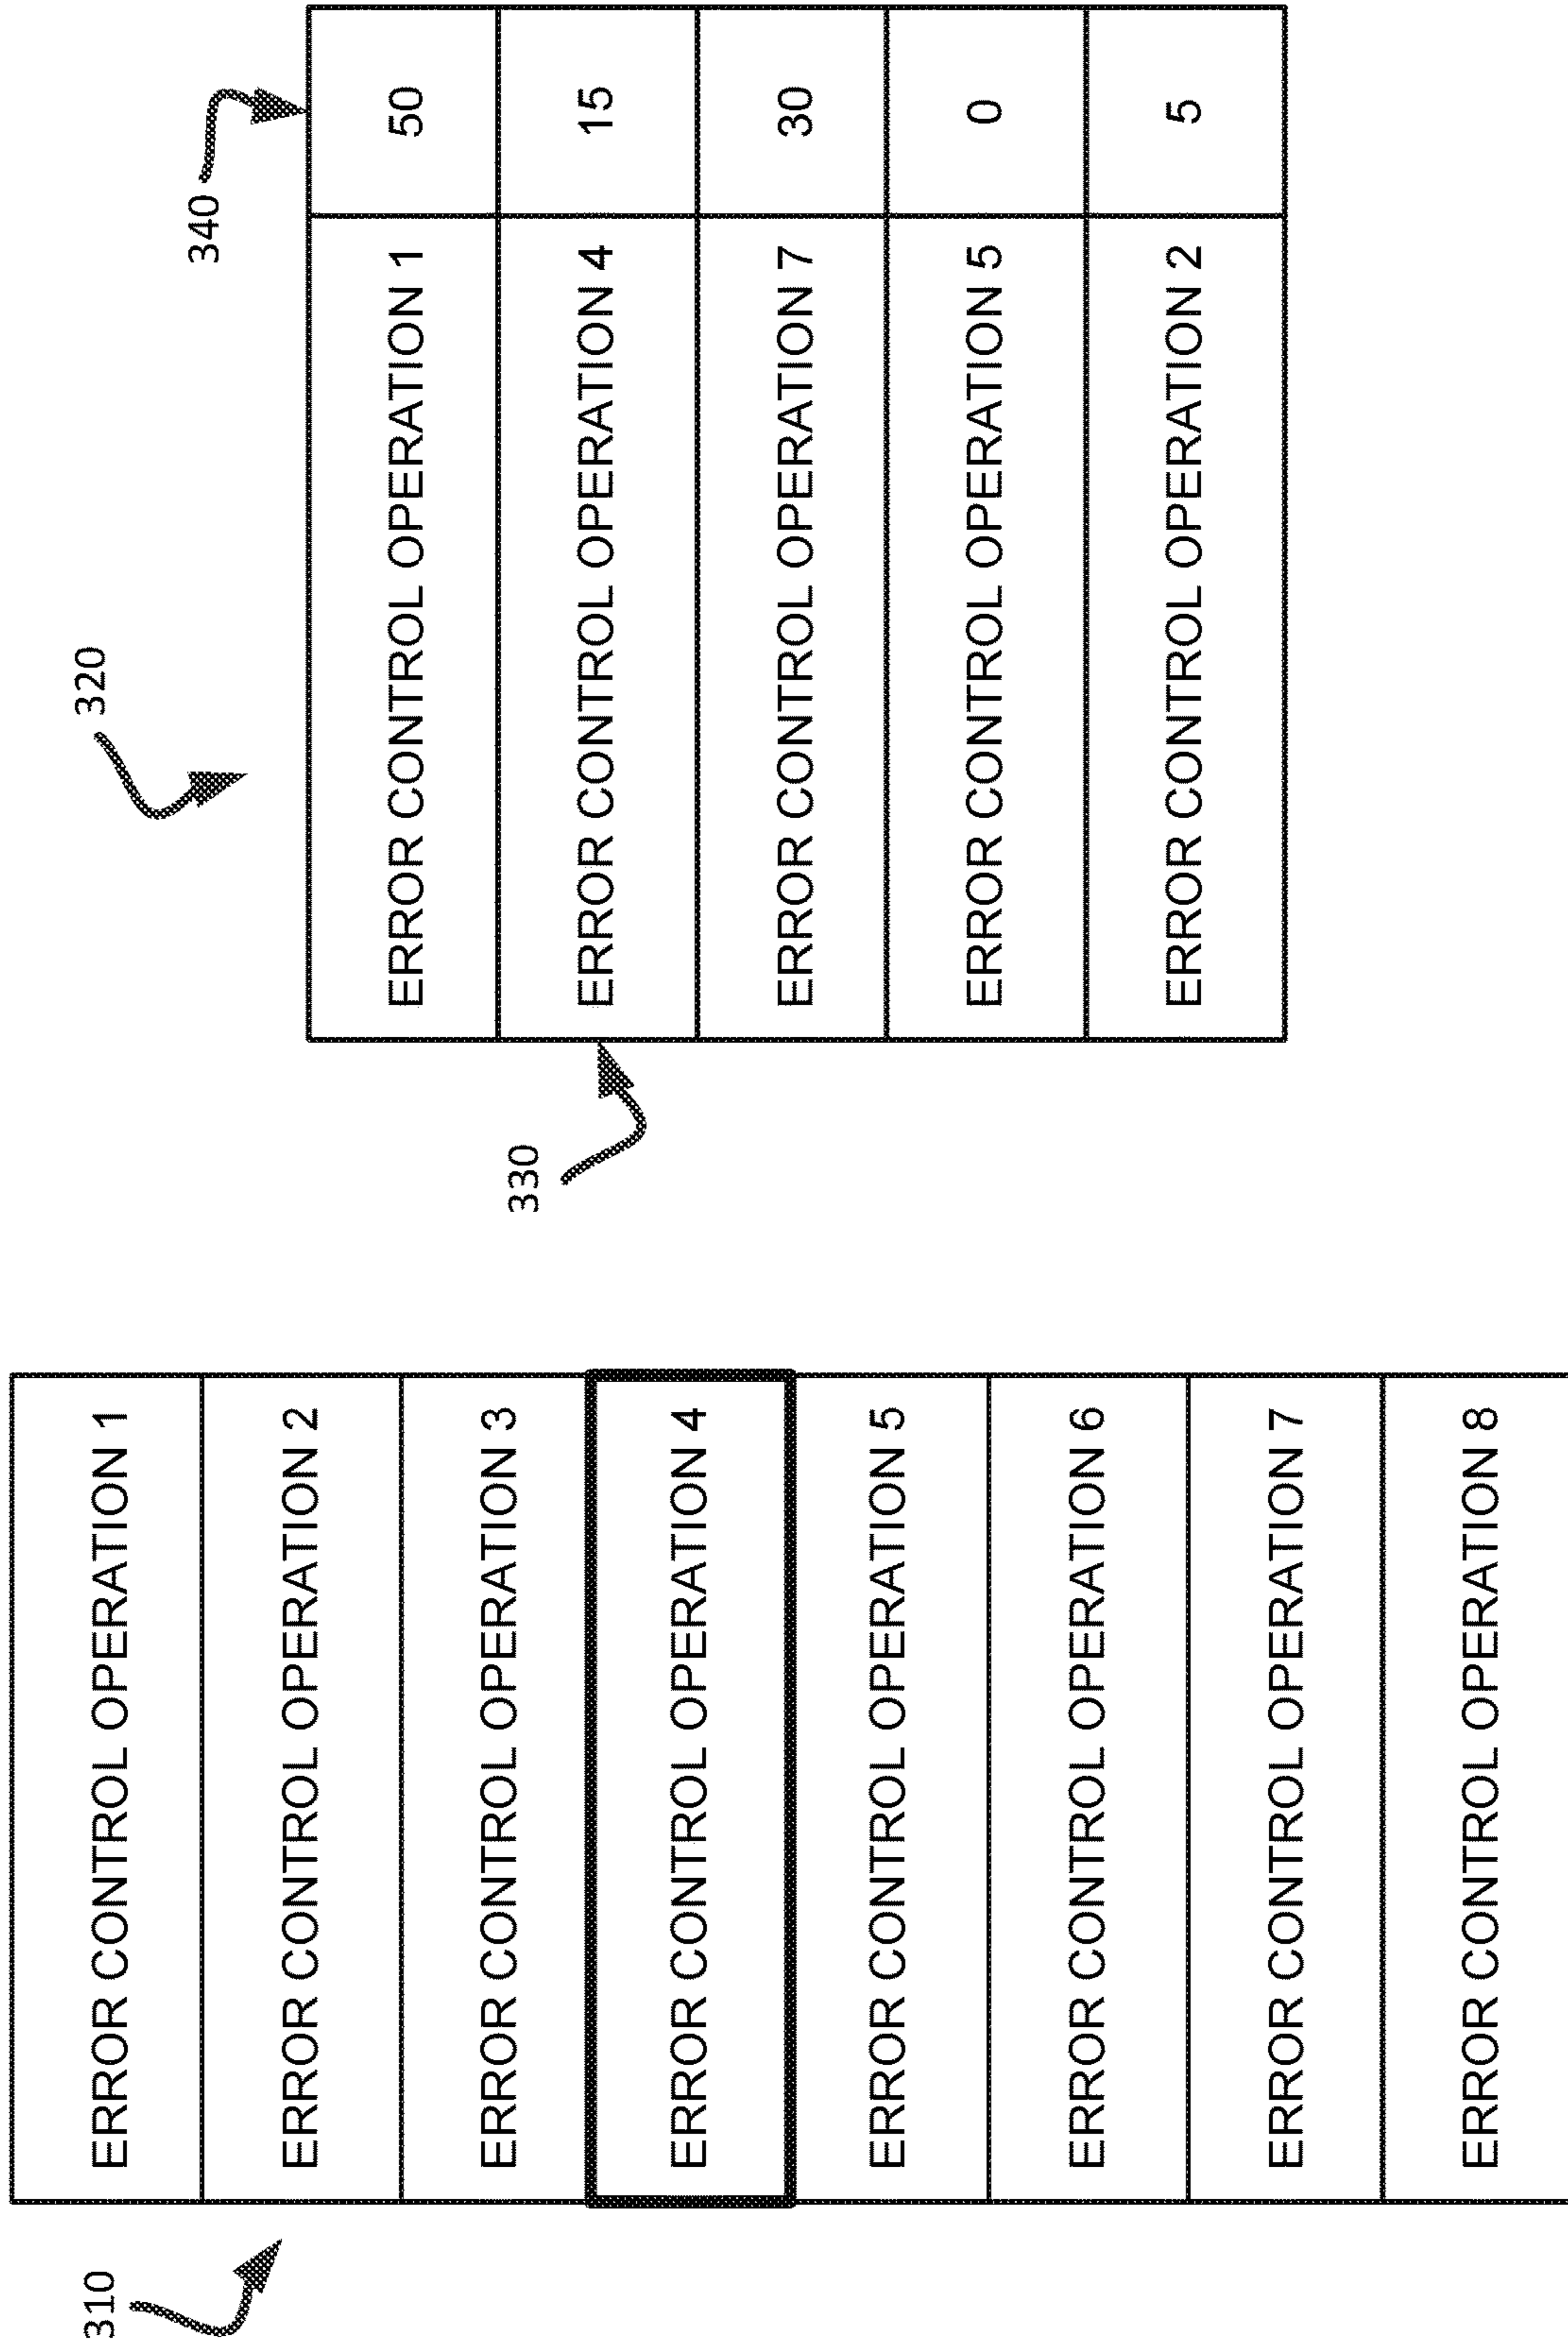 310
ERROR CONTROL OPERATION 1
ERROR CONTROL OPERATION 2
ERROR CONTROL OPERATION 3
ERROR CONTROL OPERATION 4
ERROR CONTROL OPERATION 5
ERROR CONTROL OPERATION 6
ERROR CONTROL OPERATION 7
ERROR CONTROL OPERATION 8
320
340
330
ERROR CONTROL OPERATION 1 50
ERROR CONTROL OPERATION 4 15
ERROR CONTROL OPERATION 7 30
ERROR CONTROL OPERATION 5 0
ERROR CONTROL OPERATION 2 5